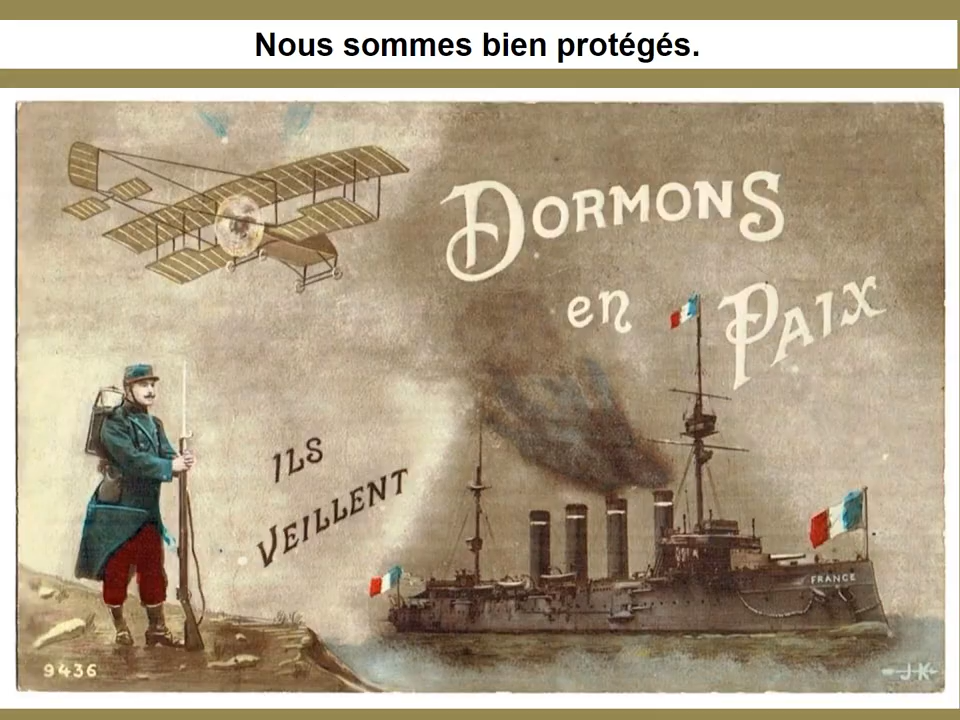 Nous sommes bien protégés.
DORMONS
en PAIX
ILS
VEILLENT
FRANCE
9436
JK